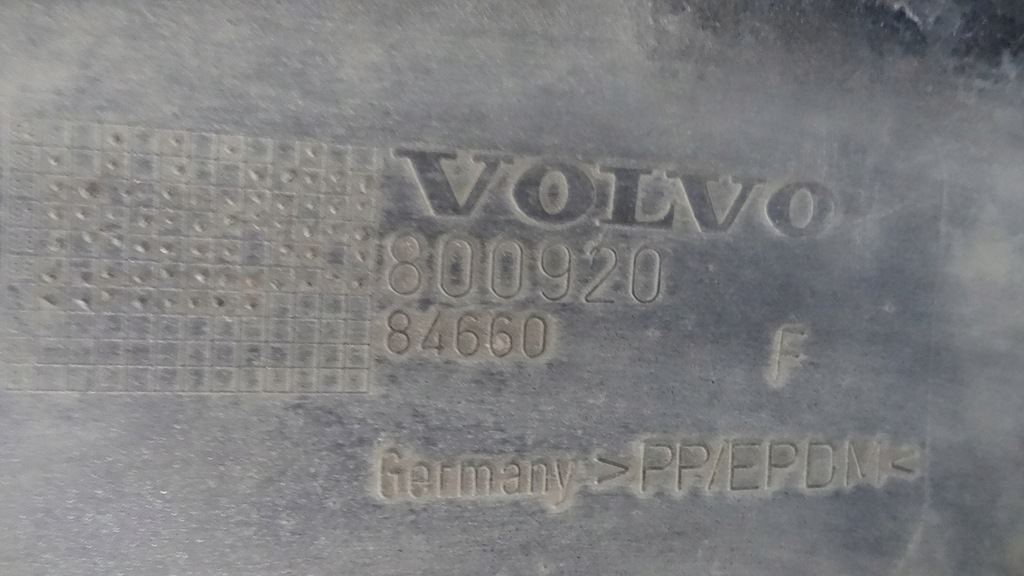 VOLVO
800920
84660
F
Germany >PP/EPDM<